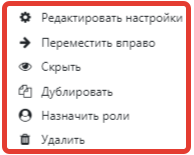 Редактировать настройки
Переместить вправо
Скрыть
Дублировать
Назначить роли
Удалить